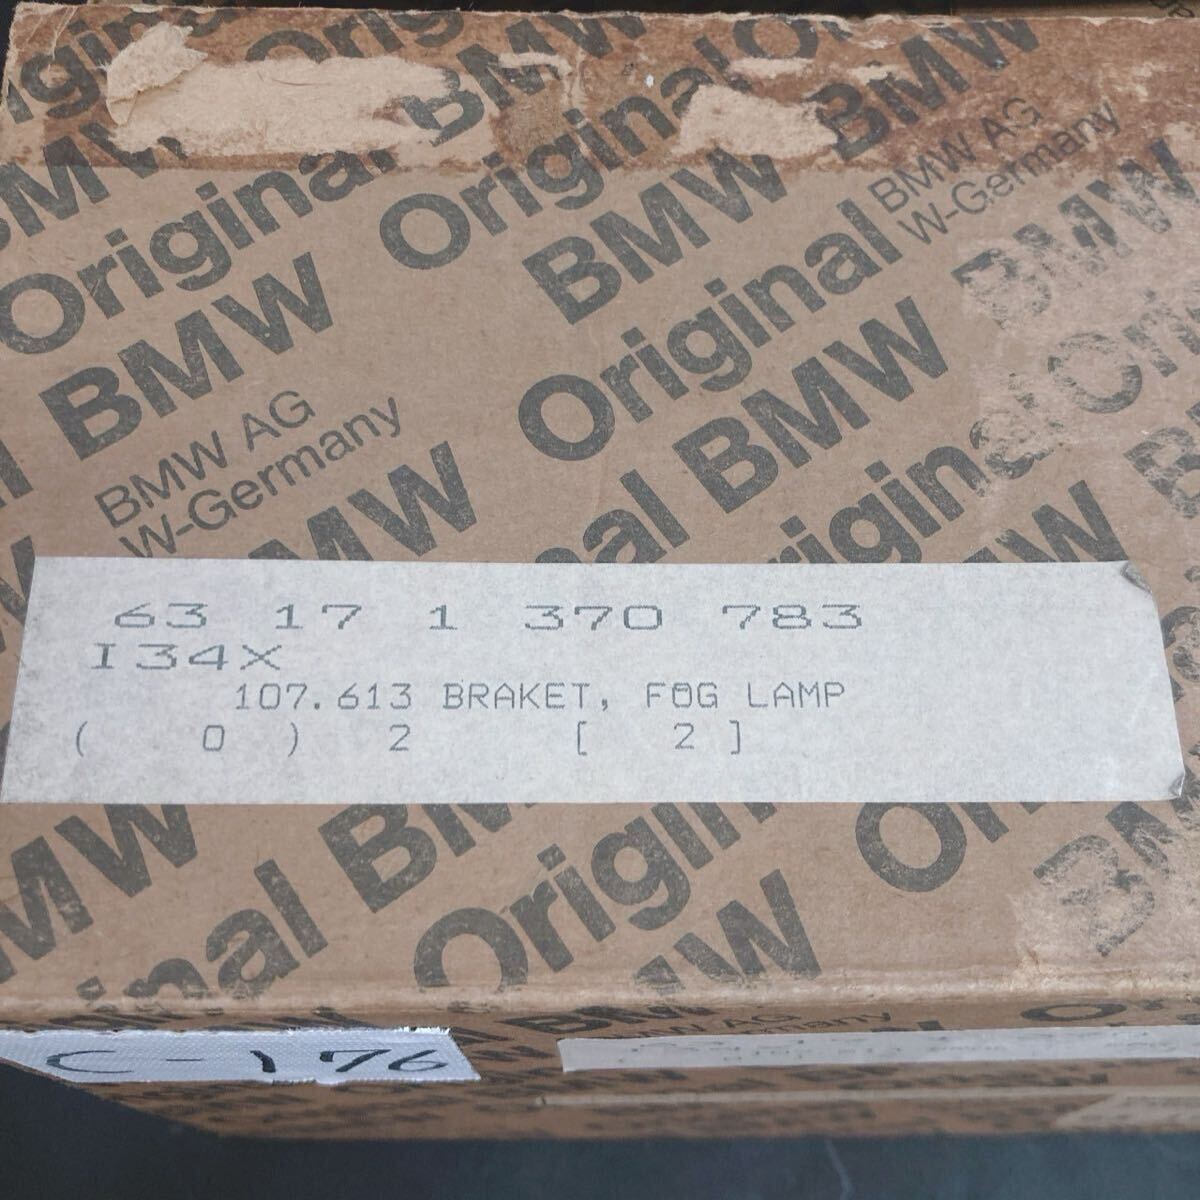 Original BMW
BMW AG
W-Germany
Original BMW
BMW AG
W-Germany
63 17 1 370 783
I34X
107.613 BRAKET, FOG LAMP
( 0 ) 2 [ 2 ]
Original BMW
C-176